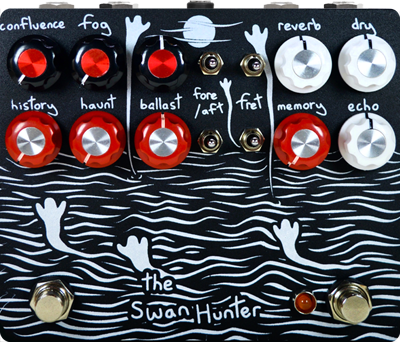 confluence fog reverb dry
history haunt ballast fore
/aft fret memory echo
the
Swan Hunter